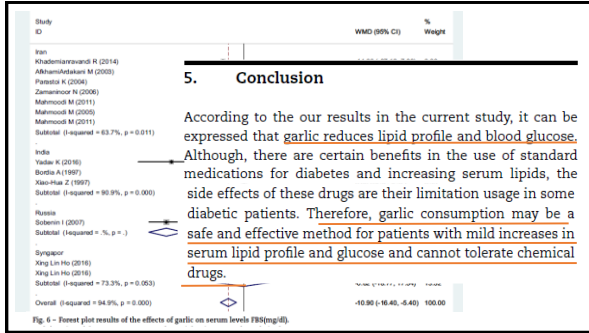 Study
ID
WMD (95% CI)
%
Weight
Iran
Khademianravandi R (2014)
AfkhamiArdakani M (2003)
Parastoi K (2004)
Zamaninoor N (2006)
Mahmoodi M (2011)
Mahmoodi M (2005)
Mahmoodi M (2011)
Subtotal (I-squared = 63.7%, p = 0.011)
India
Yadav K (2016)
Bordia A (1997)
Xiao-Hua Z (1997)
Subtotal (I-squared = 90.9%, p = 0.000)
Russia
Sobenin I (2007)
Subtotal (I-squared = .%, p = .)
Syngapor
Xing Lin Ho (2016)
Xing Lin Ho (2016)
Subtotal (I-squared = 73.3%, p = 0.053)
Overall (I-squared = 94.9%, p = 0.000)
-10.90 (-16.40, -5.40) 100.00
Fig. 6 – Forest plot results of the effects of garlic on serum levels FBS(mg/dl).
5. Conclusion
According to the our results in the current study, it can be
expressed that garlic reduces lipid profile and blood glucose.
Although, there are certain benefits in the use of standard
medications for diabetes and increasing serum lipids, the
side effects of these drugs are their limitation usage in some
diabetic patients. Therefore, garlic consumption may be a
safe and effective method for patients with mild increases in
serum lipid profile and glucose and cannot tolerate chemical
drugs.